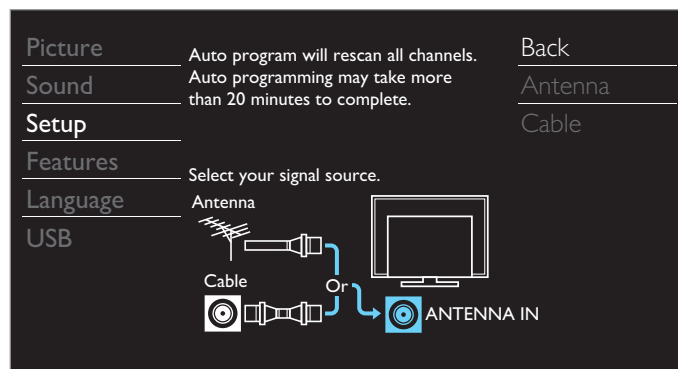 Picture
Sound
Setup
Features
Language
USB
Auto program will rescan all channels.
Auto programming may take more
than 20 minutes to complete.
Select your signal source.
Antenna
Cable
Or
ANTENNA IN
Back
Antenna
Cable